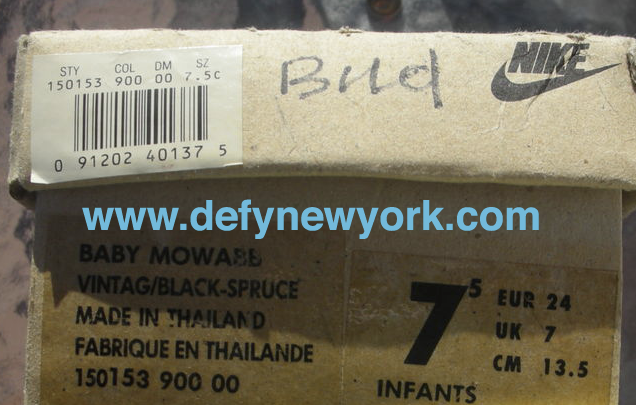 STY COL DM SZ
150153 900 00 7.5C
0 91202 40137 5
Bud
NIKE
www.defynewyork.com
BABY MOWABB
VINTAG/BLACK-SPRUCE
MADE IN THAILAND
FABRIQUE EN THAILANDE
150153 900 00
7 5
EUR 24
UK 7
CM 13.5
INFANTS